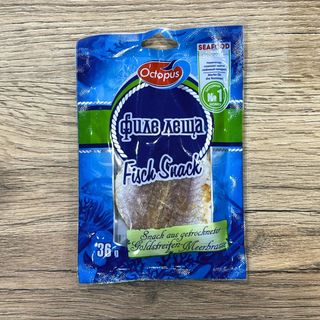 Octopus
SEAFOOD
№1
филе леща
Fisch Snack
Snack aus getrockneter
Goldstreifen-Meerbrasse
36 g